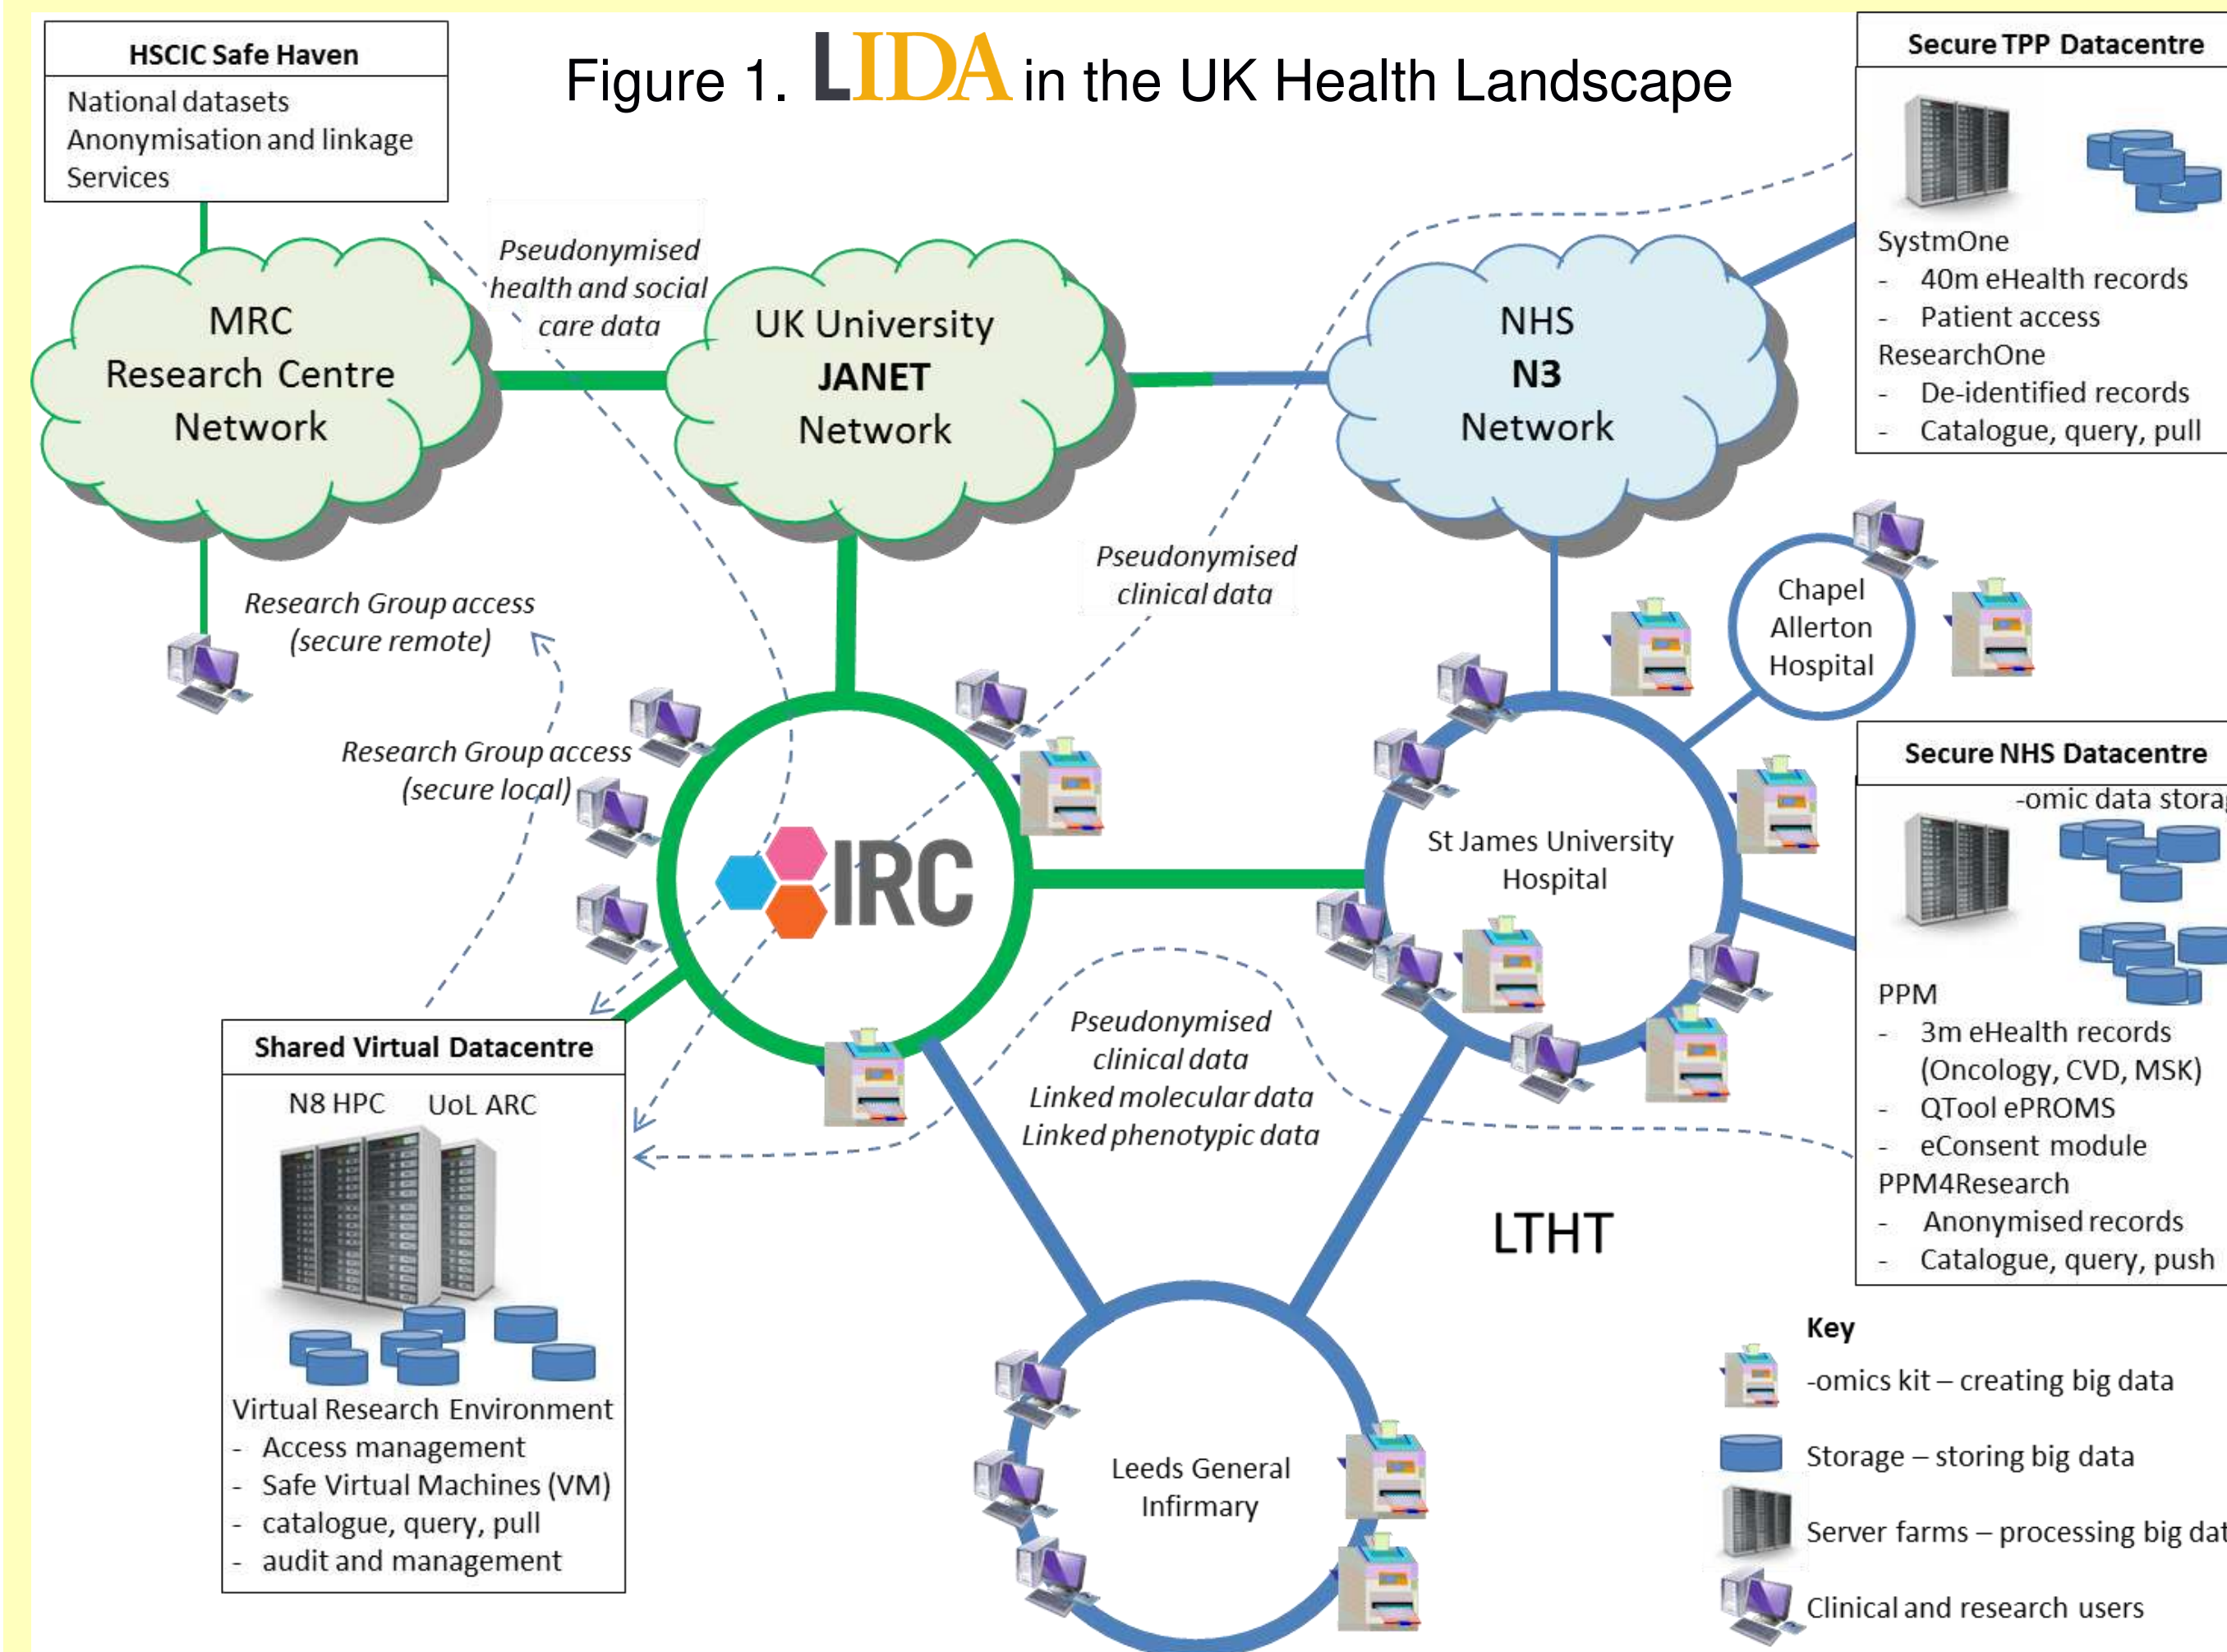 Figure 1. LIDA in the UK Health Landscape
HSCIC Safe Haven
National datasets
Anonymisation and linkage
Services
Secure TPP Datacentre
SystmOne
- 40m eHealth records
- Patient access
ResearchOne
- De-identified records
- Catalogue, query, pull
Pseudonymised
health and social
care data
MRC
Research Centre
Network
UK University
JANET
Network
NHS
N3
Network
Pseudonymised
clinical data
Research Group access
(secure remote)
Research Group access
(secure local)
Chapel
Allerton
Hospital
IRC
St James University
Hospital
Secure NHS Datacentre
-omic data storag
PPM
- 3m eHealth records
(Oncology, CVD, MSK)
- QTool ePROMS
- eConsent module
PPM4Research
- Anonymised records
- Catalogue, query, push
Pseudonymised
clinical data
Linked molecular data
Linked phenotypic data
Shared Virtual Datacentre
N8 HPC UoL ARC
Virtual Research Environment
- Access management
- Safe Virtual Machines (VM)
- catalogue, query, pull
- audit and management
LTHT
Leeds General
Infirmary
Key
-omics kit – creating big data
Storage – storing big data
Server farms – processing big dat
Clinical and research users